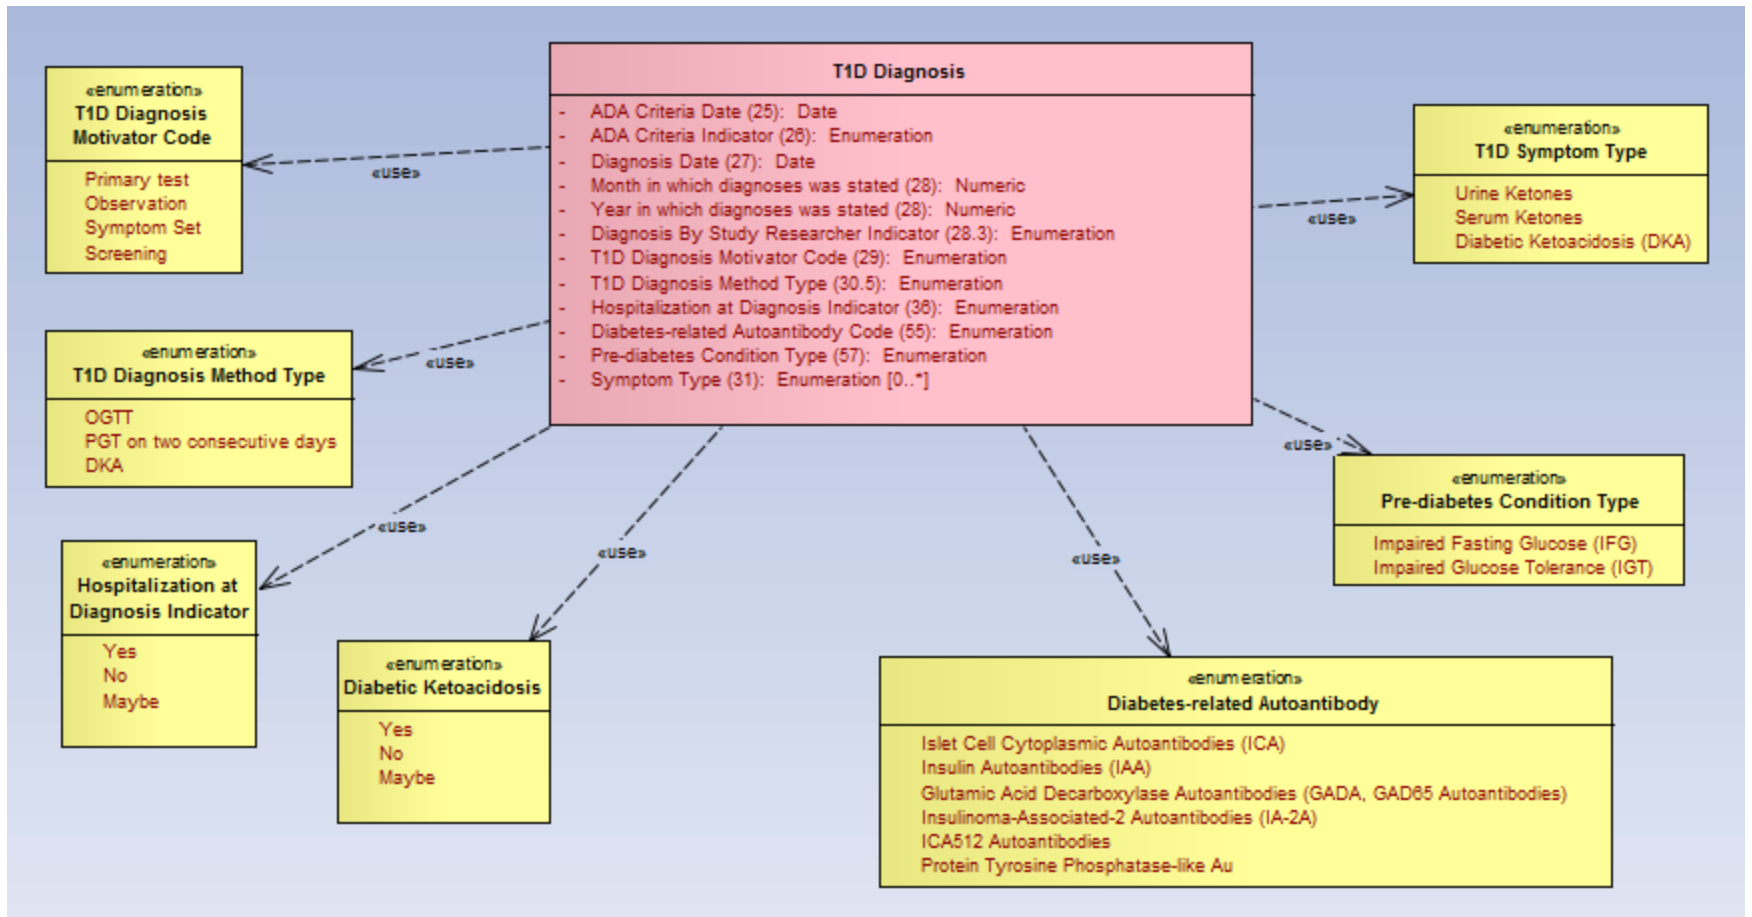 T1D Diagnosis
- ADA Criteria Date (25): Date
- ADA Criteria Indicator (26): Enumeration
- Diagnosis Date (27): Date
- Month in which diagnoses was stated (28): Numeric
- Year in which diagnoses was stated (28): Numeric
- Diagnosis By Study Researcher Indicator (28.3): Enumeration
- T1D Diagnosis Motivator Code (29): Enumeration
- T1D Diagnosis Method Type (30.5): Enumeration
- Hospitalization at Diagnosis Indicator (36): Enumeration
- Diabetes-related Autoantibody Code (55): Enumeration
- Pre-diabetes Condition Type (57): Enumeration
- Symptom Type (31): Enumeration [0..*]
«enumeration»
T1D Diagnosis
Motivator Code
Primary test
Observation
Symptom Set
Screening
«use»
«enumeration»
T1D Symptom Type
Urine Ketones
Serum Ketones
Diabetic Ketoacidosis (DKA)
«use»
«enumeration»
T1D Diagnosis Method Type
OGTT
PGT on two consecutive days
DKA
«use»
«enumeration»
Pre-diabetes Condition Type
Impaired Fasting Glucose (IFG)
Impaired Glucose Tolerance (IGT)
«use»
«enumeration»
Hospitalization at
Diagnosis Indicator
Yes
No
Maybe
«use»
«enumeration»
Diabetic Ketoacidosis
Yes
No
Maybe
«use»
«enumeration»
Diabetes-related Autoantibody
Islet Cell Cytoplasmic Autoantibodies (ICA)
Insulin Autoantibodies (IAA)
Glutamic Acid Decarboxylase Autoantibodies (GADA, GAD65 Autoantibodies)
Insulinoma-Associated-2 Autoantibodies (IA-2A)
ICA512 Autoantibodies
Protein Tyrosine Phosphatase-like Au
«use»